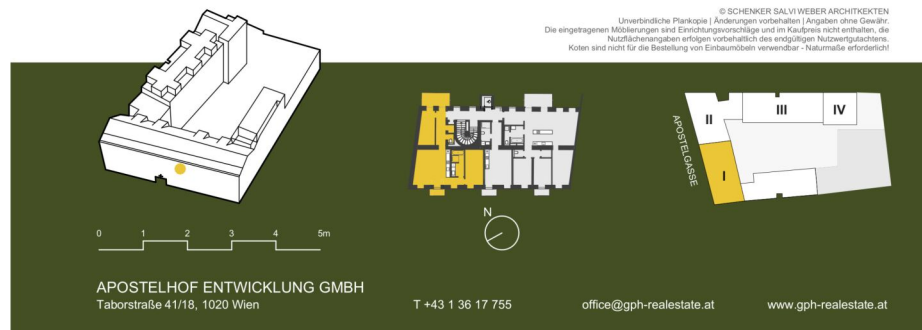 © SCHENKER SALVI WEBER ARCHITKEKTEN
Unverbindliche Plankopie | Änderungen vorbehalten | Angaben ohne Gewähr.
Die eingetragenen Möblierungen sind Einrichtungsvorschläge und im Kaufpreis nicht enthalten, die
Nutzflächenangaben erfolgen vorbehaltlich des endgültigen Nutzwertgutachtens.
Koten sind nicht für die Bestellung von Einbaumöbeln verwendbar - Naturmaße erforderlich!
II
III
IV
APOSTELGASSE
I
N
0 1 2 3 4 5m
APOSTELHOF ENTWICKLUNG GMBH
Taborstraße 41/18, 1020 Wien
T +43 1 36 17 755
office@gph-realestate.at
www.gph-realestate.at